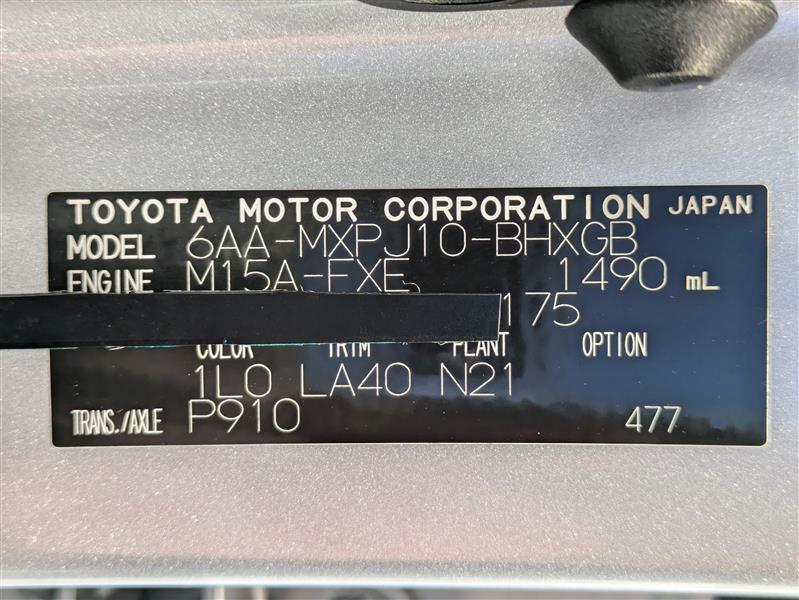 TOYOTA MOTOR CORPORATION JAPAN
MODEL 6AA-MXPJ10-BHXGB
ENGINE M15A-FXE 1490 mL
175
COLOR TRIM PLANT OPTION
1L0 LA40 N21
TRANS./AXLE P910 477